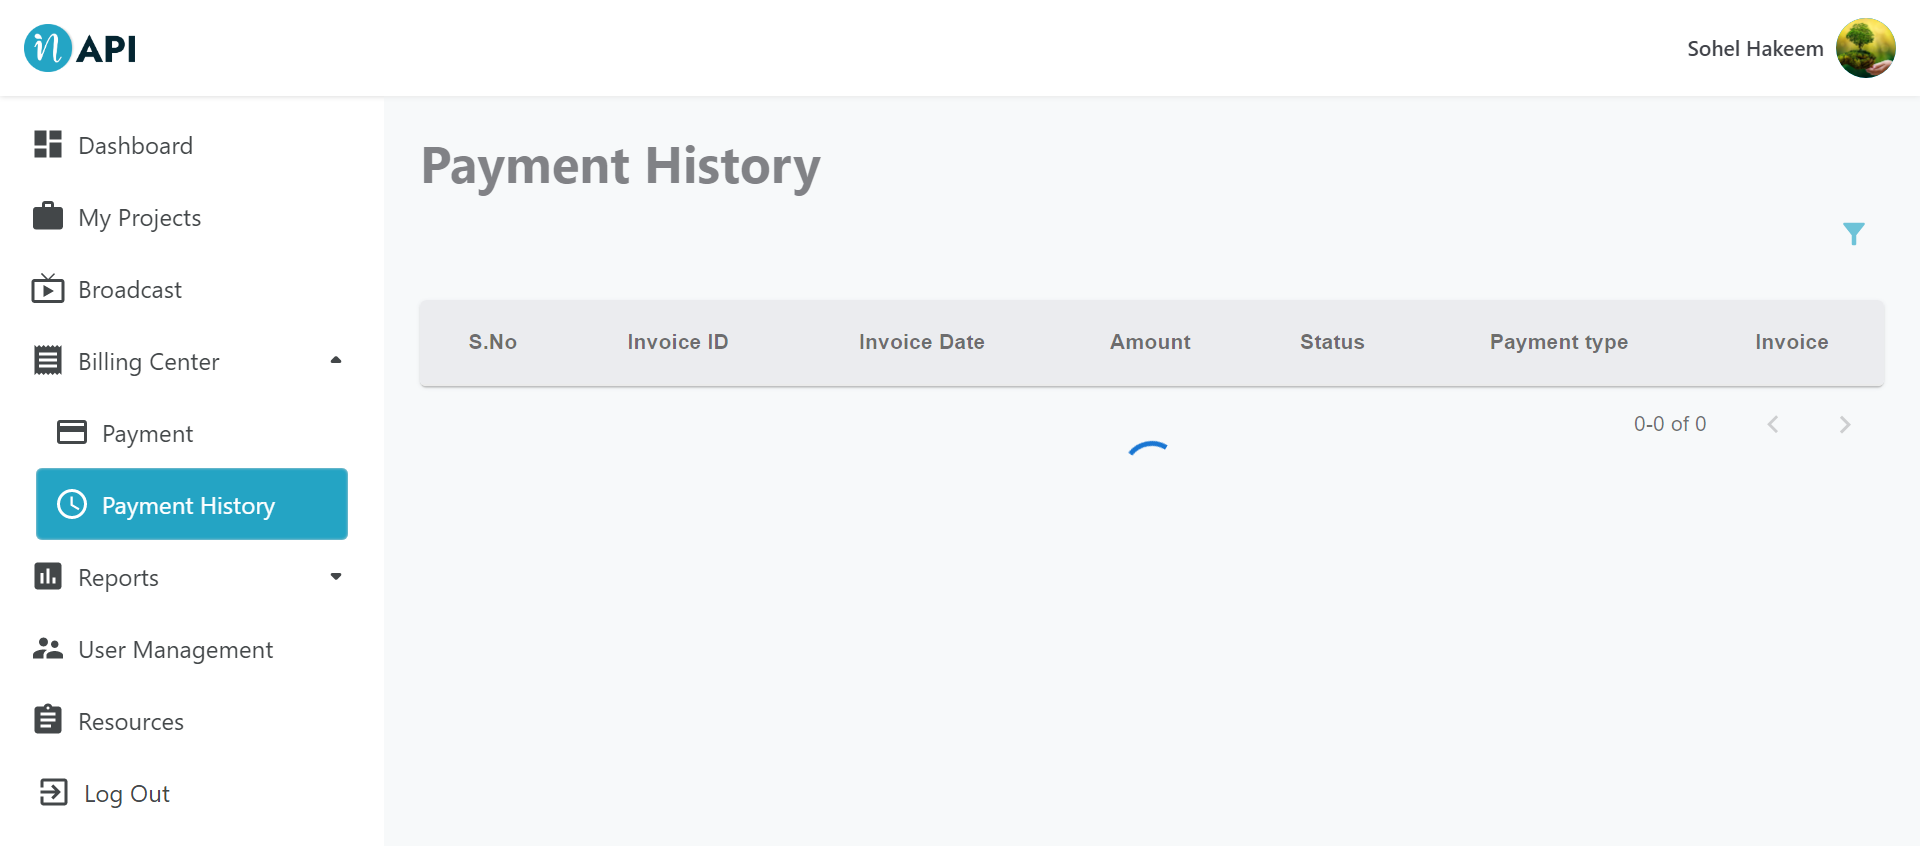 n API
Sohel Hakeem
Dashboard
My Projects
Broadcast
Billing Center
Payment
Payment History
Reports
User Management
Resources
Log Out
Payment History
S.No Invoice ID Invoice Date Amount Status Payment type Invoice
0-0 of 0